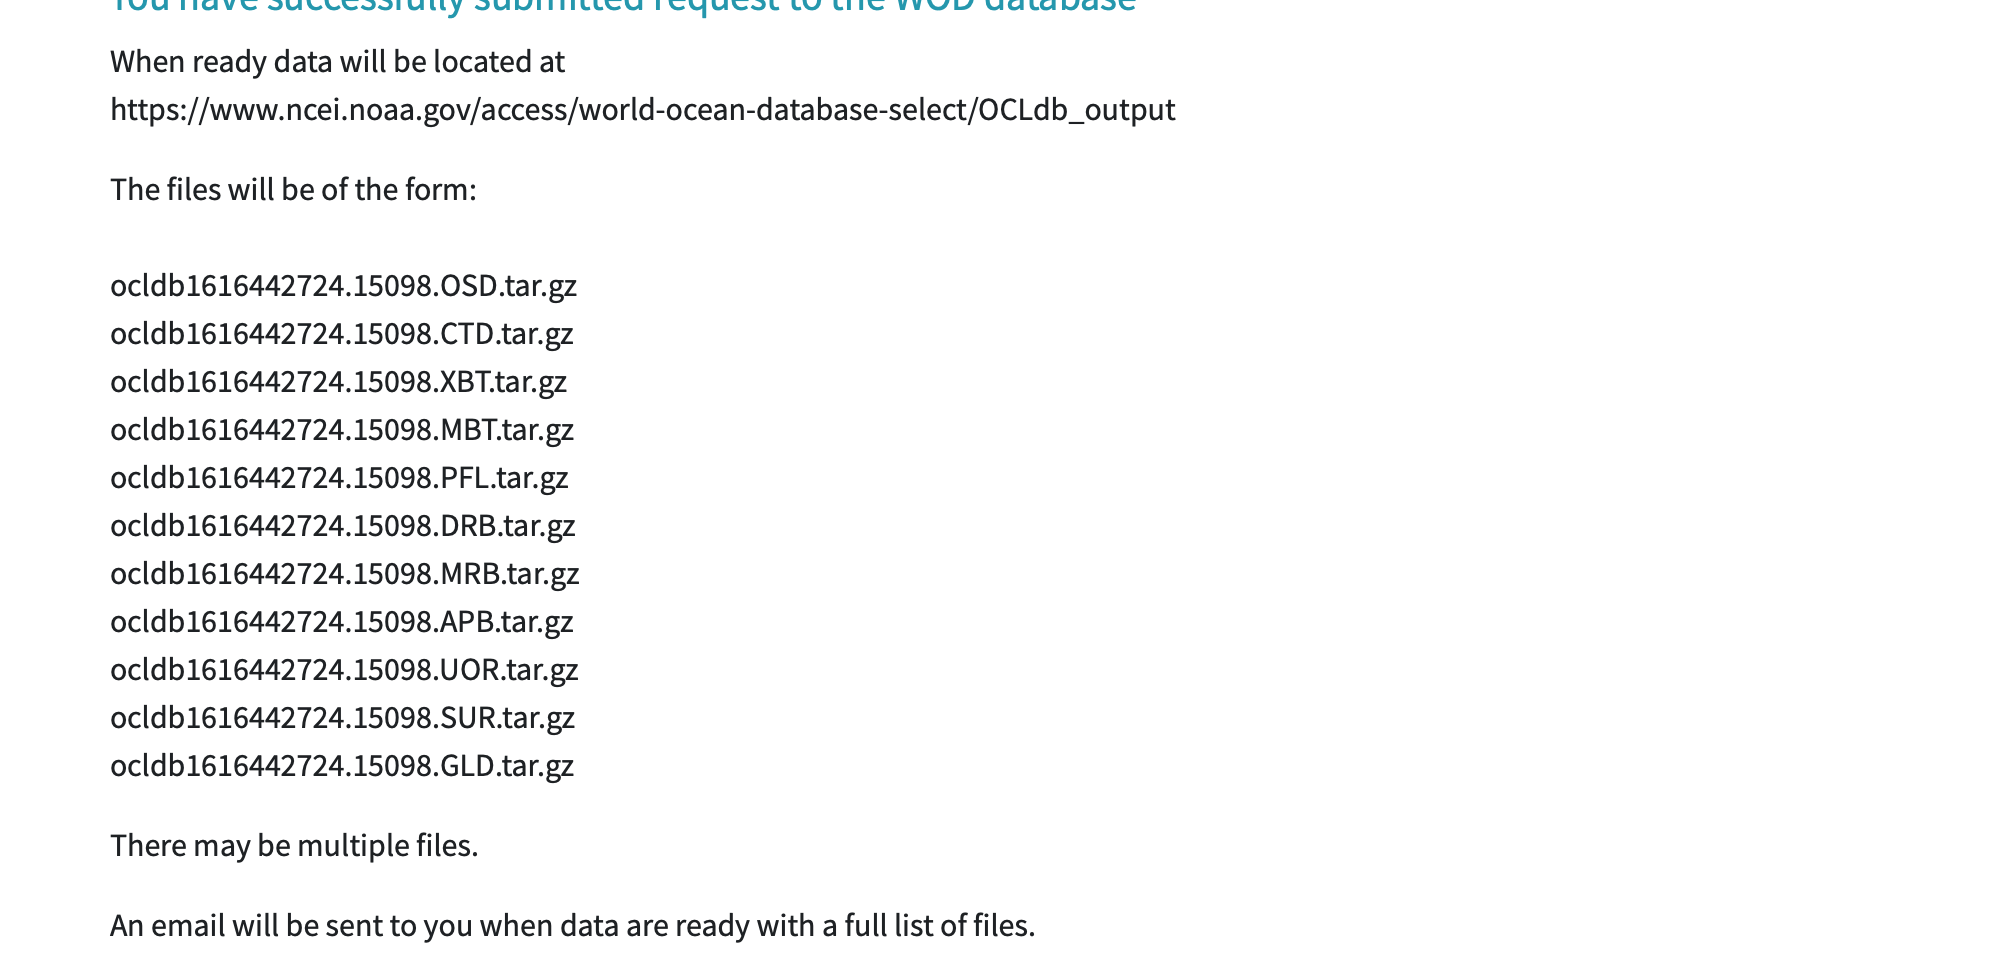 You have successfully submitted request to the WOD database
When ready data will be located at
https://www.ncei.noaa.gov/access/world-ocean-database-select/OCLdb_output
The files will be of the form:
ocldb1616442724.15098.OSD.tar.gz
ocldb1616442724.15098.CTD.tar.gz
ocldb1616442724.15098.XBT.tar.gz
ocldb1616442724.15098.MBT.tar.gz
ocldb1616442724.15098.PFL.tar.gz
ocldb1616442724.15098.DRB.tar.gz
ocldb1616442724.15098.MRB.tar.gz
ocldb1616442724.15098.APB.tar.gz
ocldb1616442724.15098.UOR.tar.gz
ocldb1616442724.15098.SUR.tar.gz
ocldb1616442724.15098.GLD.tar.gz
There may be multiple files.
An email will be sent to you when data are ready with a full list of files.